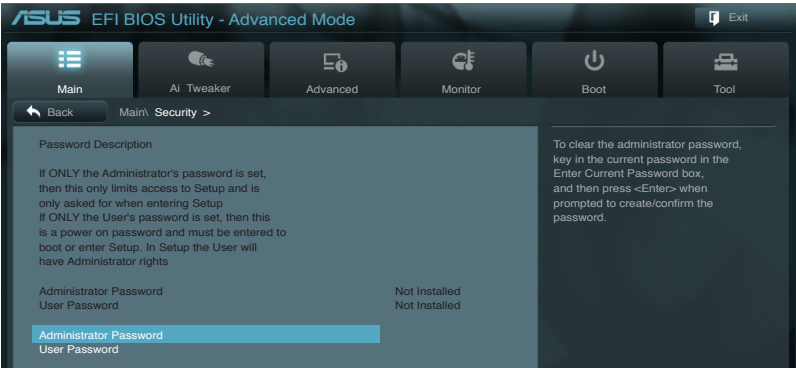 ASUS EFI BIOS Utility - Advanced Mode
Exit
Main
Ai Tweaker
Advanced
Monitor
Boot
Tool
Back
Main\ Security >
Password Description
If ONLY the Administrator's password is set,
then this only limits access to Setup and is
only asked for when entering Setup
If ONLY the User's password is set, then this
is a power on password and must be entered to
boot or enter Setup. In Setup the User will
have Administrator rights
Administrator Password Not Installed
User Password Not Installed
Administrator Password
User Password
To clear the administrator password,
key in the current password in the
Enter Current Password box,
and then press <Enter> when
prompted to create/confirm the
password.